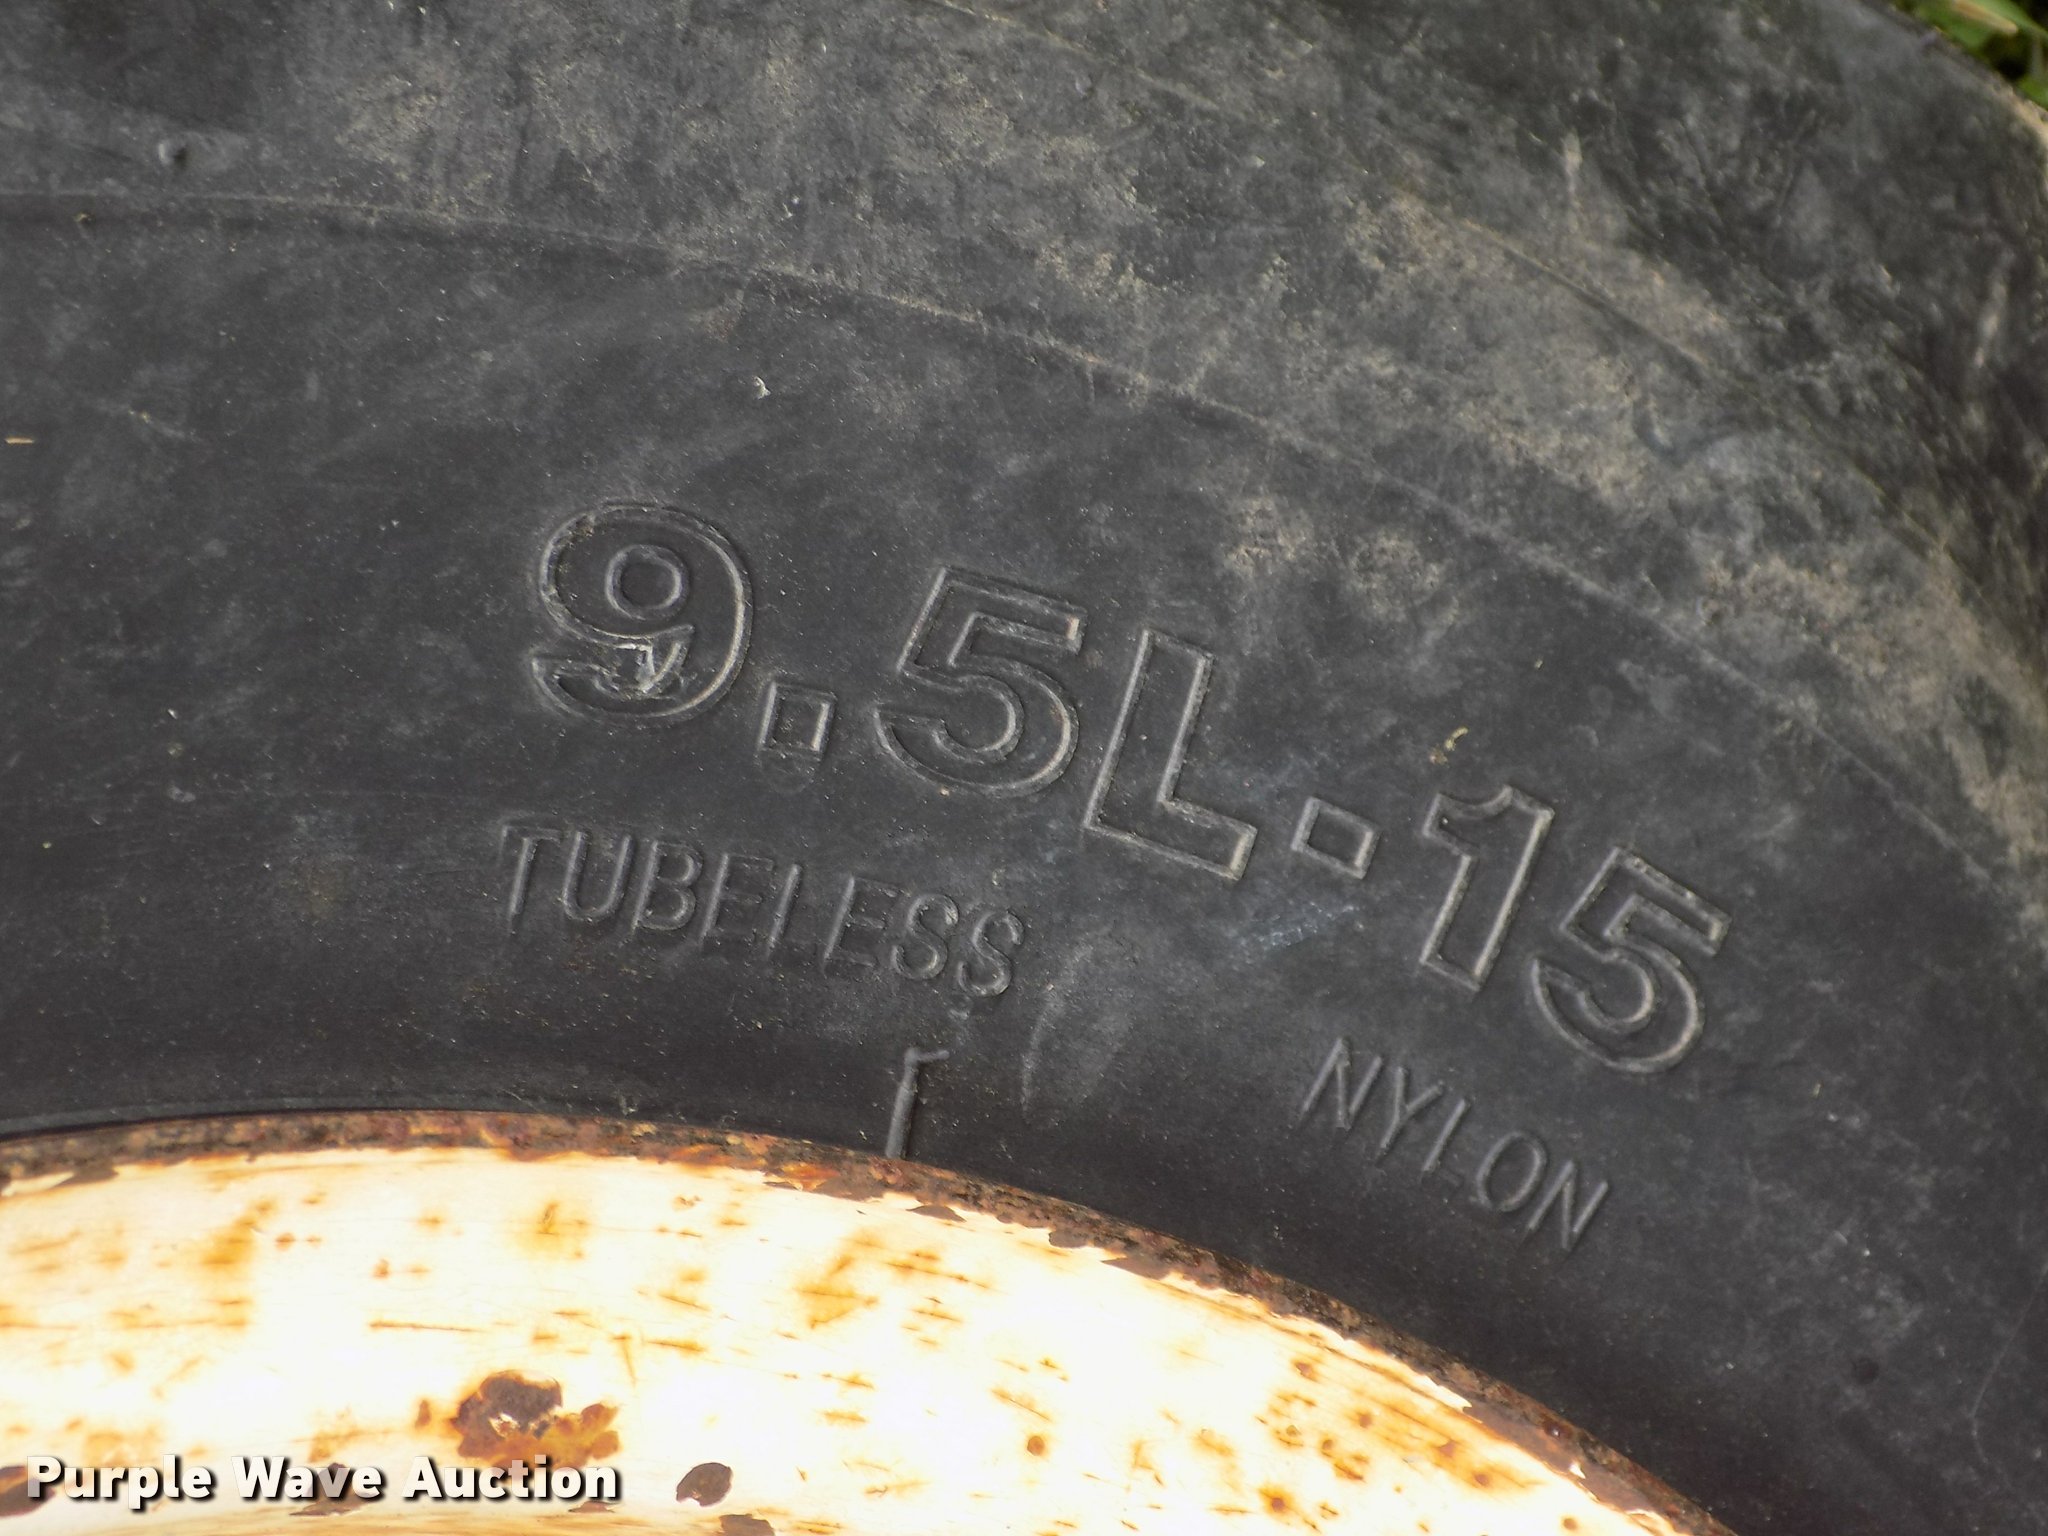 9.5L-15
TUBELESS
NYLON
Purple Wave Auction